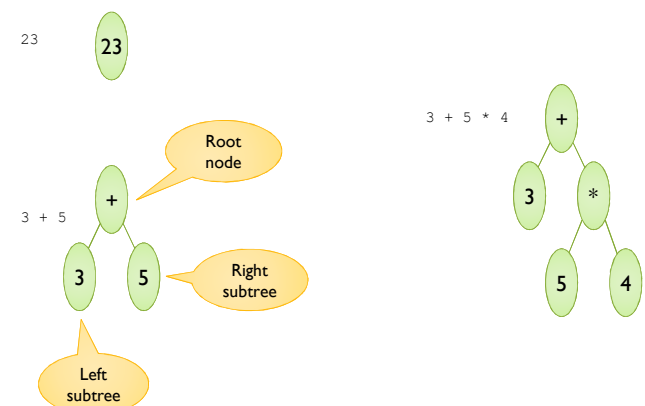 23
23
Root
node
3 + 5
+
3
5
Right
subtree
Left
subtree
3 + 5 * 4
+
3
*
5
4